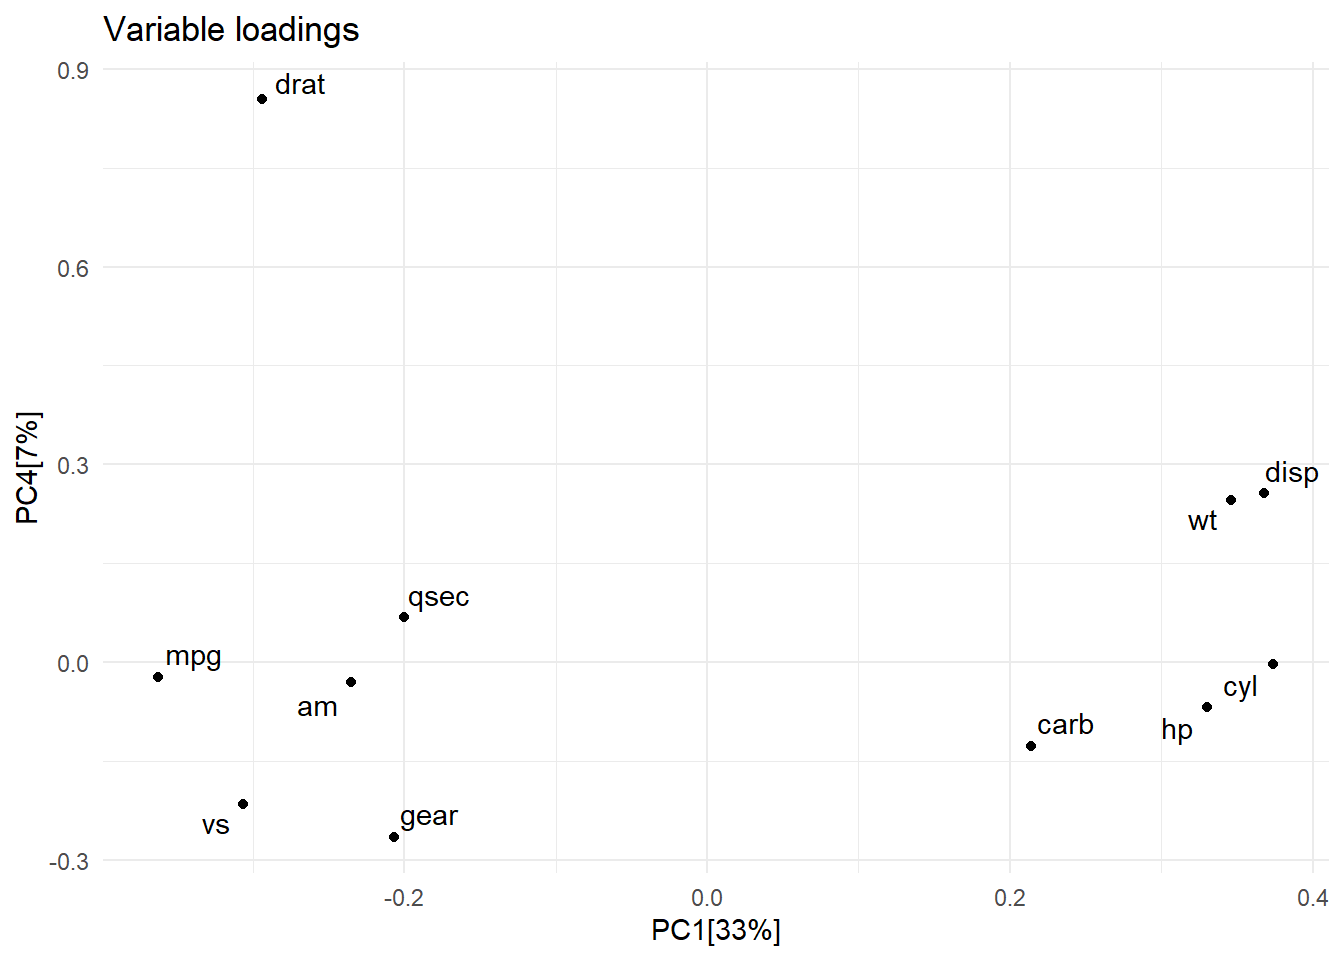 Variable loadings
0.9
drat
0.6
PC4[7%]
0.3
disp
wt
qsec
0.0
mpg
cyl
am
carb
hp
gear
vs
-0.3
-0.2
0.0
0.2
0.4
PC1[33%]